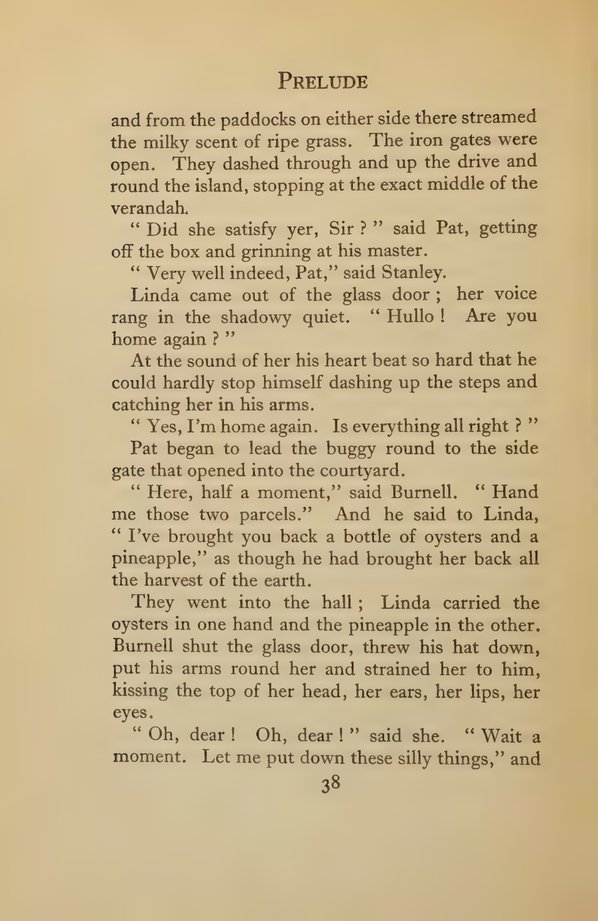 PRELUDE
and from the paddocks on either side there streamed
the milky scent of ripe grass. The iron gates were
open. They dashed through and up the drive and
round the island, stopping at the exact middle of the
verandah.
“ Did she satisfy yer, Sir ? ” said Pat, getting
off the box and grinning at his master.
“ Very well indeed, Pat,” said Stanley.
Linda came out of the glass door ; her voice
rang in the shadowy quiet. “ Hullo ! Are you
home again ? ”
At the sound of her his heart beat so hard that he
could hardly stop himself dashing up the steps and
catching her in his arms.
“ Yes, I’m home again. Is everything all right ? ”
Pat began to lead the buggy round to the side
gate that opened into the courtyard.
“ Here, half a moment,” said Burnell. “ Hand
me those two parcels.” And he said to Linda,
“ I’ve brought you back a bottle of oysters and a
pineapple,” as though he had brought her back all
the harvest of the earth.
They went into the hall ; Linda carried the
oysters in one hand and the pineapple in the other.
Burnell shut the glass door, threw his hat down,
put his arms round her and strained her to him,
kissing the top of her head, her ears, her lips, her
eyes.
“ Oh, dear ! Oh, dear ! ” said she. “ Wait a
moment. Let me put down these silly things,” and
38